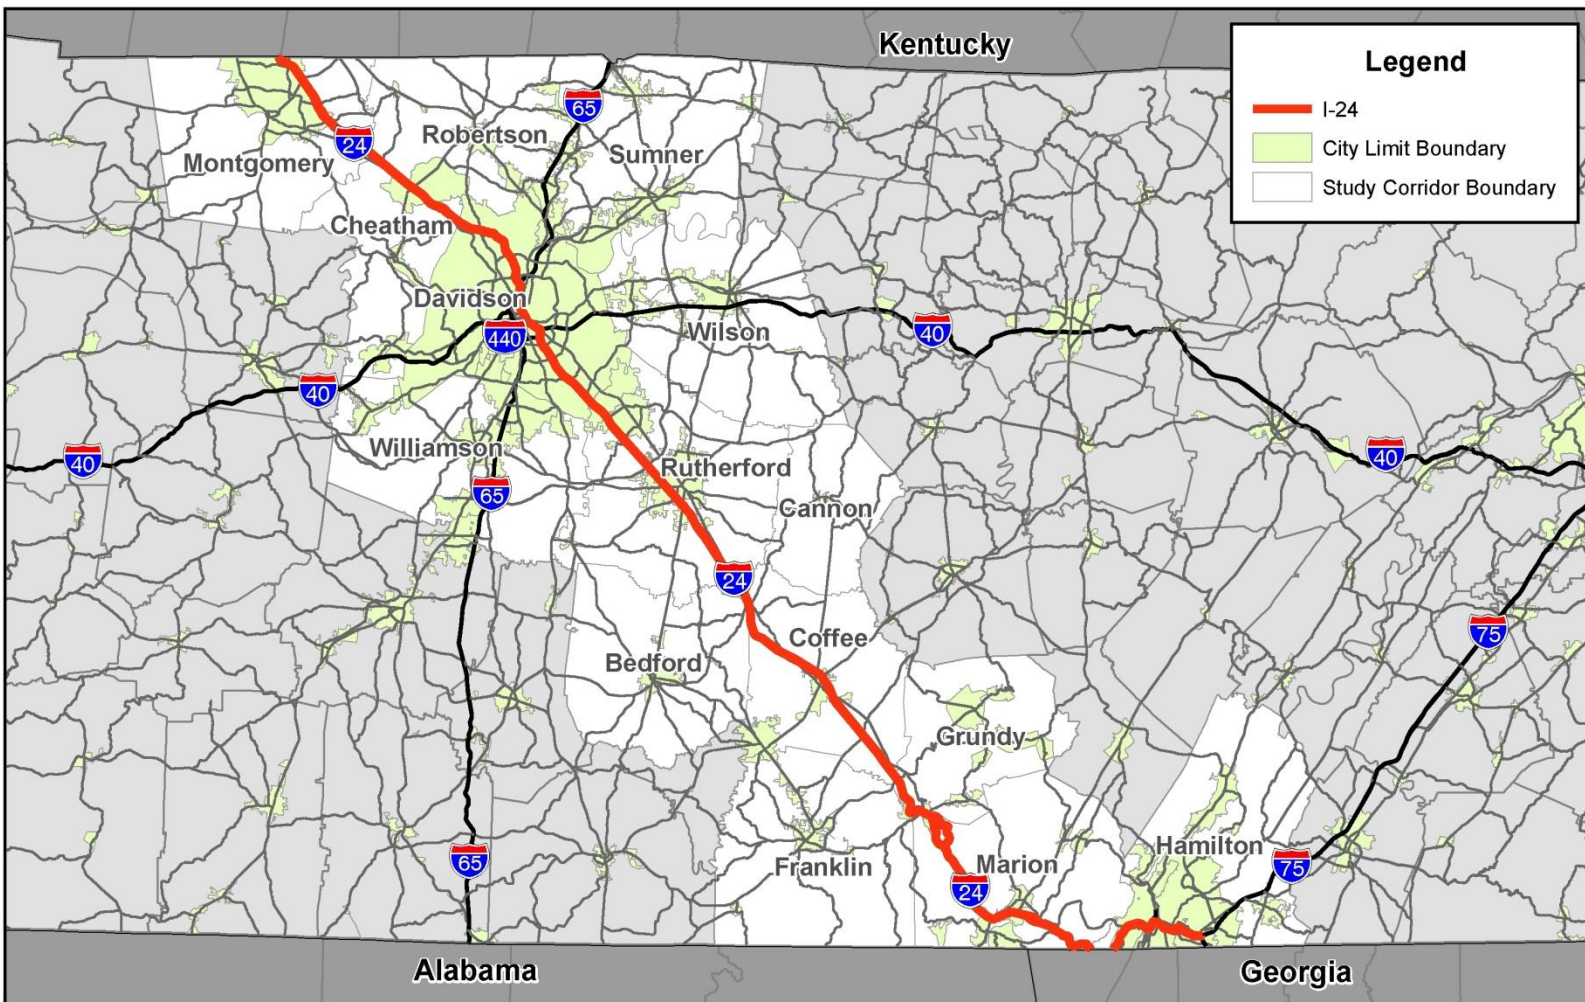 Kentucky
Legend
I-24
City Limit Boundary
Study Corridor Boundary
65
24
Robertson
Sumner
Montgomery
Cheatham
Davidson
440
Wilson
40
40
40
40
Williamson
65
Rutherford
Cannon
24
75
Coffee
Bedford
Grundy
Hamilton
65
Franklin
Marion
75
24
Alabama
Georgia